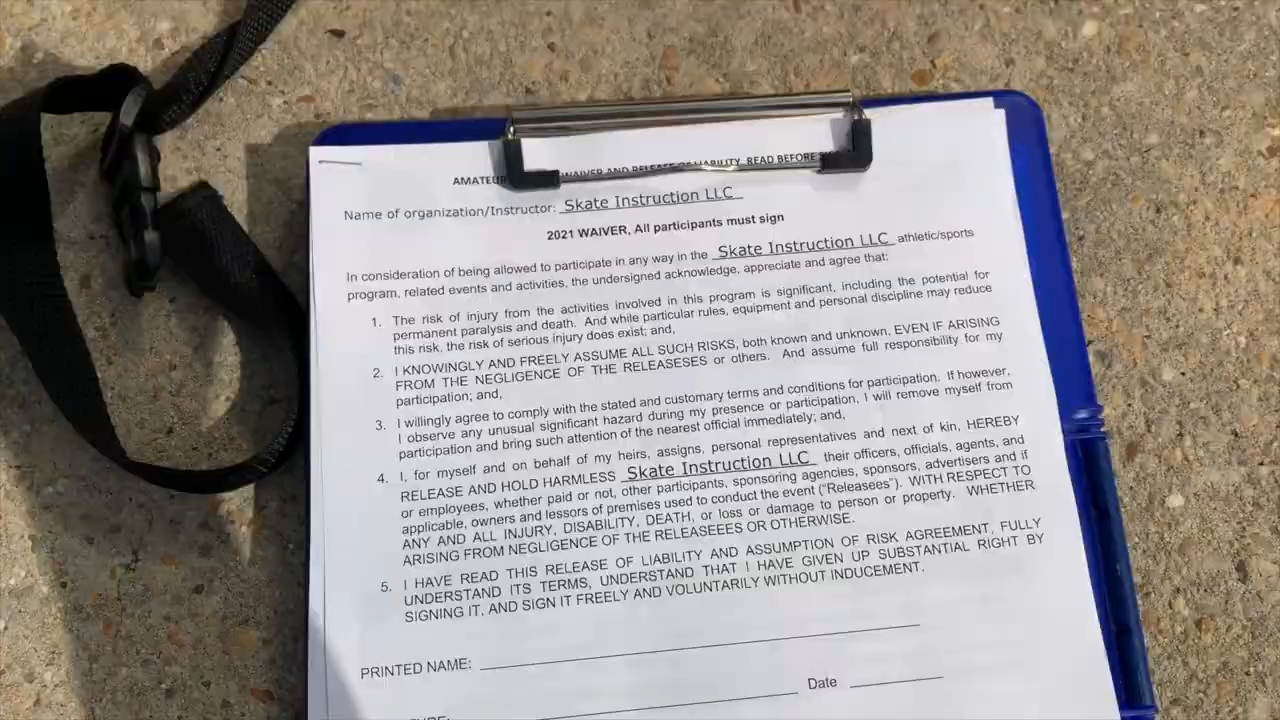 AMATEUR WAIVER AND RELEASE OF LIABILITY READ BEFORE
Name of organization/Instructor: Skate Instruction LLC
2021 WAIVER, All participants must sign
In consideration of being allowed to participate in any way in the Skate Instruction LLC athletic/sports
program, related events and activities, the undersigned acknowledge, appreciate and agree that:
1. The risk of injury from the activities involved in this program is significant, including the potential for
permanent paralysis and death. And while particular rules, equipment and personal discipline may reduce
this risk, the risk of serious injury does exist; and,
2. I KNOWINGLY AND FREELY ASSUME ALL SUCH RISKS, both known and unknown, EVEN IF ARISING
FROM THE NEGLIGENCE OF THE RELEASESES or others. And assume full responsibility for my
participation; and,
3. I willingly agree to comply with the stated and customary terms and conditions for participation. If however,
I observe any unusual significant hazard during my presence or participation, I will remove myself from
participation and bring such attention of the nearest official immediately; and,
4. I, for myself and on behalf of my heirs, assigns, personal representatives and next of kin, HEREBY
RELEASE AND HOLD HARMLESS Skate Instruction LLC their officers, officials, agents, and
or employees, whether paid or not, other participants, sponsoring agencies, sponsors, advertisers and if
applicable, owners and lessors of premises used to conduct the event ("Releasees"). WITH RESPECT TO
ANY AND ALL INJURY, DISABILITY, DEATH, or loss or damage to person or property. WHETHER
ARISING FROM NEGLIGENCE OF THE RELEASEEES OR OTHERWISE.
5. I HAVE READ THIS RELEASE OF LIABILITY AND ASSUMPTION OF RISK AGREEMENT, FULLY
UNDERSTAND ITS TERMS, UNDERSTAND THAT I HAVE GIVEN UP SUBSTANTIAL RIGHT BY
SIGNING IT, AND SIGN IT FREELY AND VOLUNTARILY WITHOUT INDUCEMENT.
PRINTED NAME:
Date